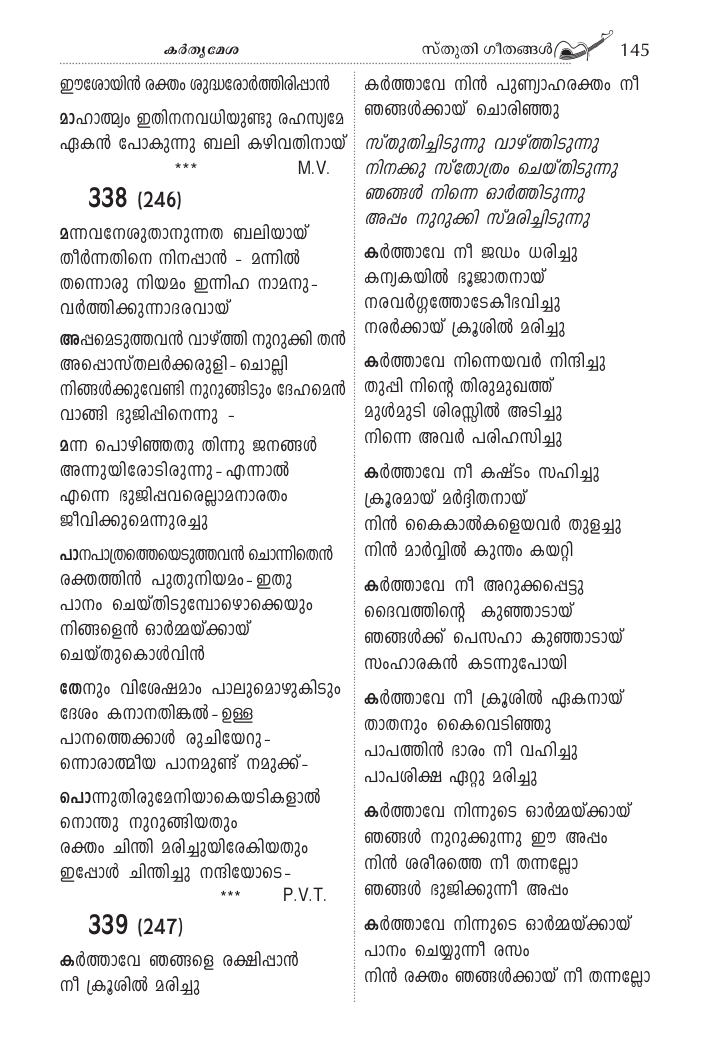 കർതൃമേശ
സ്തുതി ഗീതങ്ങൾ 145
ഈശോയിൻ രക്തം ശുദ്ധരോർത്തിരിപ്പാൻ
മാഹാത്മ്യം ഇതിനനവധിയുണ്ടു രഹസ്യമേ
ഏകൻ പോകുന്നു ബലി കഴിവതിനായ്
*** M.V.
338 (246)
മന്നവനേശുതാനുന്നത ബലിയായ്
തീർന്നതിനെ നിനപ്പാൻ - മന്നിൽ
തന്നൊരു നിയമം ഇന്നിഹ നാമനു-
വർത്തിക്കുന്നാദരവായ്
അപ്പമെടുത്തവൻ വാഴ്ത്തി നുറുക്കി തൻ
അപ്പൊസ്തലർക്കരുളി - ചൊല്ലി
നിങ്ങൾക്കുവേണ്ടി നുറുങ്ങിടും ദേഹമെൻ
വാങ്ങി ഭുജിപ്പിനെന്നു -
മന്ന പൊഴിഞ്ഞതു തിന്നു ജനങ്ങൾ
അന്നുയിരോടിരുന്നു - എന്നാൽ
എന്നെ ഭുജിപ്പവരെല്ലാമനാരതം
ജീവിക്കുമെന്നുരച്ചു
പാനപാത്രത്തെയെടുത്തവൻ ചൊന്നിതെൻ
രക്തത്തിൻ പുതുനിയമം - ഇതു
പാനം ചെയ്തിടുമ്പോഴൊക്കെയും
നിങ്ങളെൻ ഓർമ്മയ്ക്കായ്
ചെയ്തുകൊൾവിൻ
തേനും വിശേഷമാം പാലുമൊഴുകിടും
ദേശം കനാനതിങ്കൽ - ഉള്ള
പാനത്തെക്കാൾ രുചിയേറു -
ന്നൊരാത്മീയ പാനമുണ്ട് നമുക്ക് -
പൊന്നുതിരുമേനിയാകെയടികളാൽ
നൊന്തു നുറുങ്ങിയതും
രക്തം ചിന്തി മരിച്ചുയിരേകിയതും
ഇപ്പോൾ ചിന്തിച്ചു നന്ദിയോടെ -
*** P.V.T.
339 (247)
കർത്താവേ ഞങ്ങളെ രക്ഷിപ്പാൻ
നീ ക്രൂശിൽ മരിച്ചു
കർത്താവേ നിൻ പുണ്യാഹരക്തം നീ
ഞങ്ങൾക്കായ് ചൊരിഞ്ഞു
സ്തുതിച്ചിടുന്നു വാഴ്ത്തിടുന്നു
നിനക്കു സ്തോത്രം ചെയ്തിടുന്നു
ഞങ്ങൾ നിന്നെ ഓർത്തിടുന്നു
അപ്പം നുറുക്കി സ്മരിച്ചിടുന്നു
കർത്താവേ നീ ജഡം ധരിച്ചു
കന്യകയിൽ ഭൂജാതനായ്
നരവർഗ്ഗത്തോടേകീഭവിച്ചു
നരർക്കായ് ക്രൂശിൽ മരിച്ചു
കർത്താവേ നിന്നെയവർ നിന്ദിച്ചു
തുപ്പി നിന്റെ തിരുമുഖത്ത്
മുൾമുടി ശിരസ്സിൽ അടിച്ചു
നിന്നെ അവർ പരിഹസിച്ചു
കർത്താവേ നീ കഷ്ടം സഹിച്ചു
ക്രൂരമായ് മർദ്ദിതനായ്
നിൻ കൈകാൽകളെയവർ തുളച്ചു
നിൻ മാർവ്വിൽ കുന്തം കയറ്റി
കർത്താവേ നീ അറുക്കപ്പെട്ടു
ദൈവത്തിന്റെ കുഞ്ഞാടായ്
ഞങ്ങൾക്ക് പെസഹാ കുഞ്ഞാടായ്
സംഹാരകൻ കടന്നുപോയി
കർത്താവേ നീ ക്രൂശിൽ ഏകനായ്
താതനും കൈവെടിഞ്ഞു
പാപത്തിൻ ഭാരം നീ വഹിച്ചു
പാപശിക്ഷ ഏറ്റു മരിച്ചു
കർത്താവേ നിന്നുടെ ഓർമ്മയ്ക്കായ്
ഞങ്ങൾ നുറുക്കുന്നു ഈ അപ്പം
നിൻ ശരീരത്തെ നീ തന്നല്ലോ
ഞങ്ങൾ ഭുജിക്കുന്നീ അപ്പം
കർത്താവേ നിന്നുടെ ഓർമ്മയ്ക്കായ്
പാനം ചെയ്യുന്നീ രസം
നിൻ രക്തം ഞങ്ങൾക്കായ് നീ തന്നല്ലോ